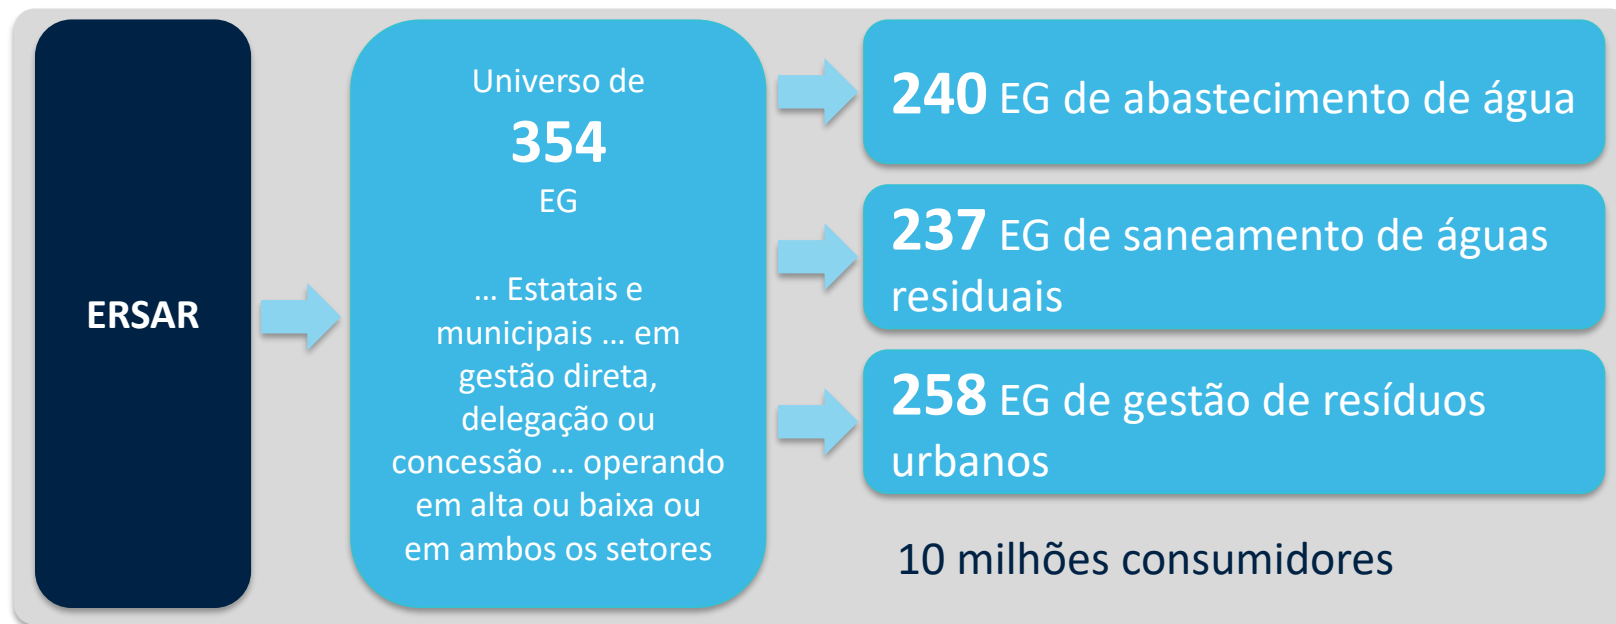 ERSAR
Universo de
354
EG
... Estatais e
municipais ... em
gestão direta,
delegação ou
concessão ... operando
em alta ou baixa ou
em ambos os setores
240 EG de abastecimento de água
237 EG de saneamento de águas
residuais
258 EG de gestão de resíduos
urbanos
10 milhões consumidores